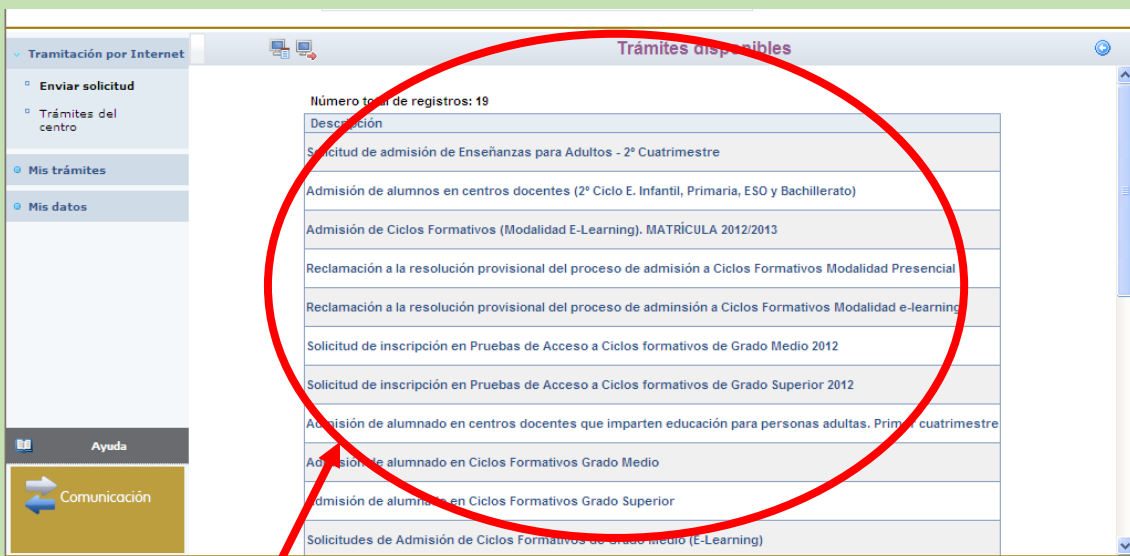 Tramitación por Internet
Trámites disponibles
Enviar solicitud
Trámites del
centro
Mis trámites
Mis datos
Ayuda
Comunicación
Número total de registros: 19
Descripción
Solicitud de admisión de Enseñanzas para Adultos - 2º Cuatrimestre
Admisión de alumnos en centros docentes (2º Ciclo E. Infantil, Primaria, ESO y Bachillerato)
Admisión de Ciclos Formativos (Modalidad E-Learning). MATRÍCULA 2012/2013
Reclamación a la resolución provisional del proceso de admisión a Ciclos Formativos Modalidad Presencial
Reclamación a la resolución provisional del proceso de adminsión a Ciclos Formativos Modalidad e-learning
Solicitud de inscripción en Pruebas de Acceso a Ciclos formativos de Grado Medio 2012
Solicitud de inscripción en Pruebas de Acceso a Ciclos formativos de Grado Superior 2012
Admisión de alumnado en centros docentes que imparten educación para personas adultas. Primer cuatrimestre
Admisión de alumnado en Ciclos Formativos Grado Medio
Admisión de alumnado en Ciclos Formativos Grado Superior
Solicitudes de Admisión de Ciclos Formativos de Grado Medio (E-Learning)